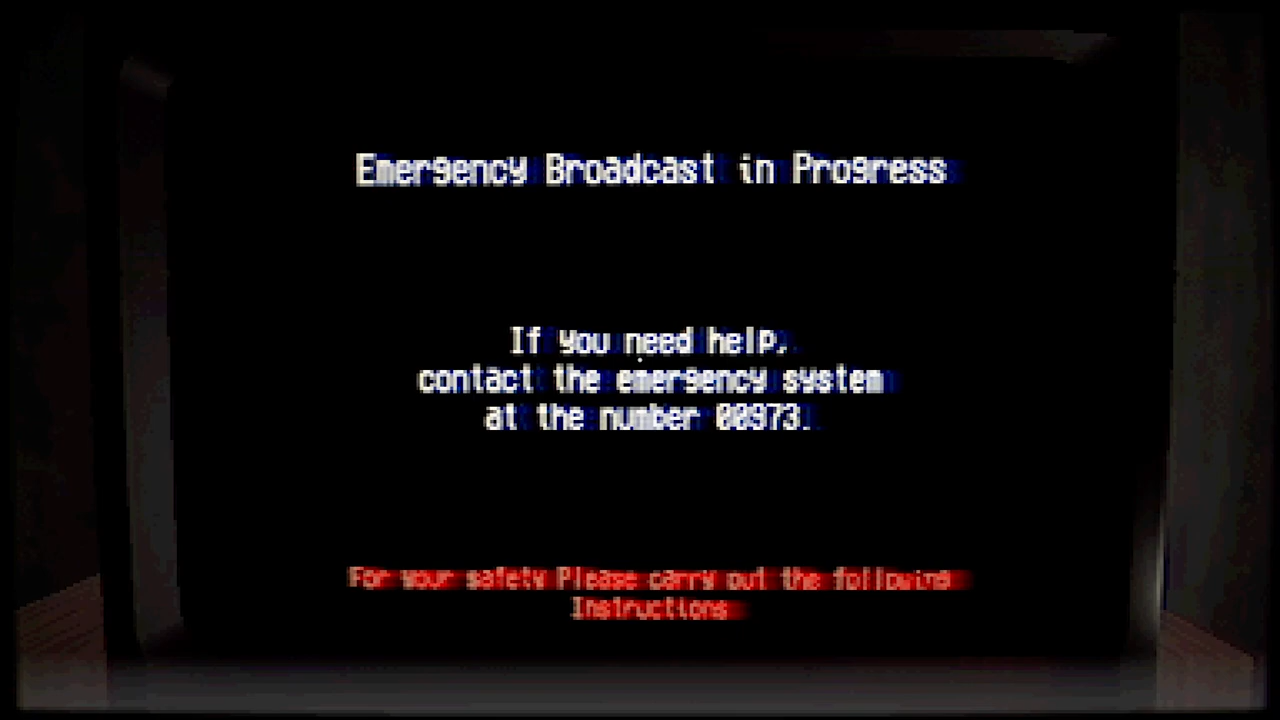 Emergency Broadcast in Progress
If you need help,
contact the emergency system
at the number 00973.
For your safety Please carry out the following
Instructions